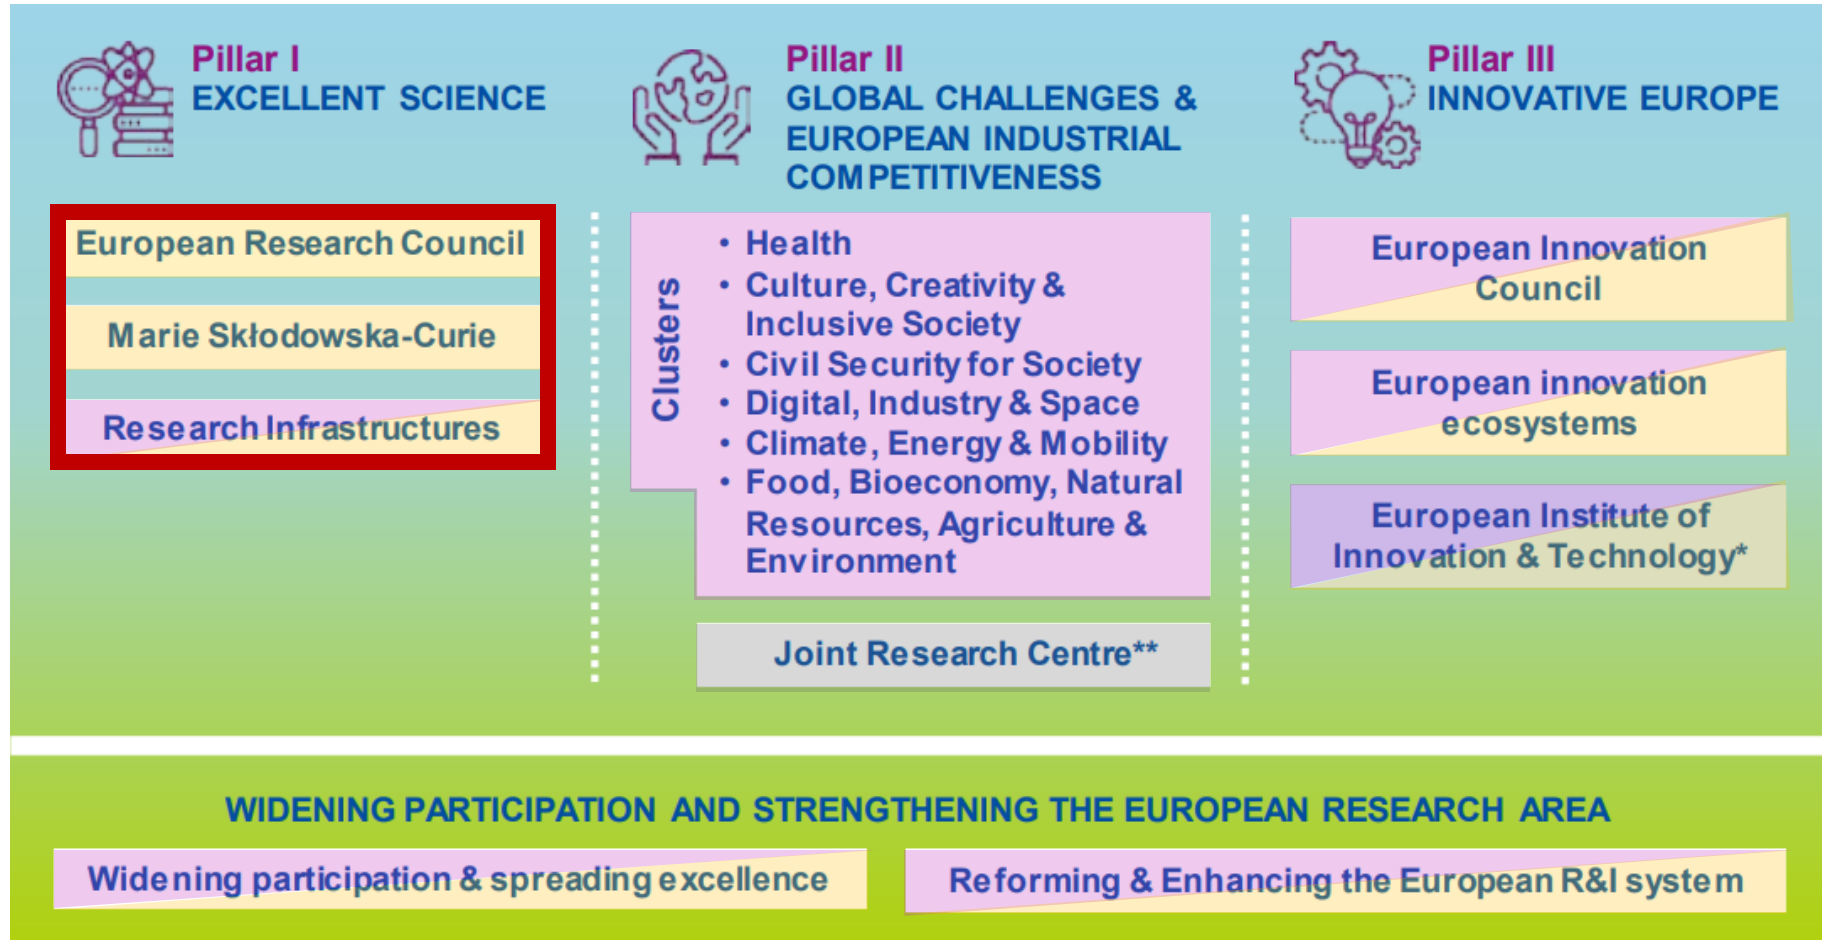 Pillar I
EXCELLENT SCIENCE
European Research Council
Marie Skłodowska-Curie
Research Infrastructures
Pillar II
GLOBAL CHALLENGES &
EUROPEAN INDUSTRIAL
COMPETITIVENESS
Clusters
• Health
• Culture, Creativity &
Inclusive Society
• Civil Security for Society
• Digital, Industry & Space
• Climate, Energy & Mobility
• Food, Bioeconomy, Natural
Resources, Agriculture &
Environment
Joint Research Centre**
Pillar III
INNOVATIVE EUROPE
European Innovation
Council
European innovation
ecosystems
European Institute of
Innovation & Technology*
WIDENING PARTICIPATION AND STRENGTHENING THE EUROPEAN RESEARCH AREA
Widening participation & spreading excellence
Reforming & Enhancing the European R&I system